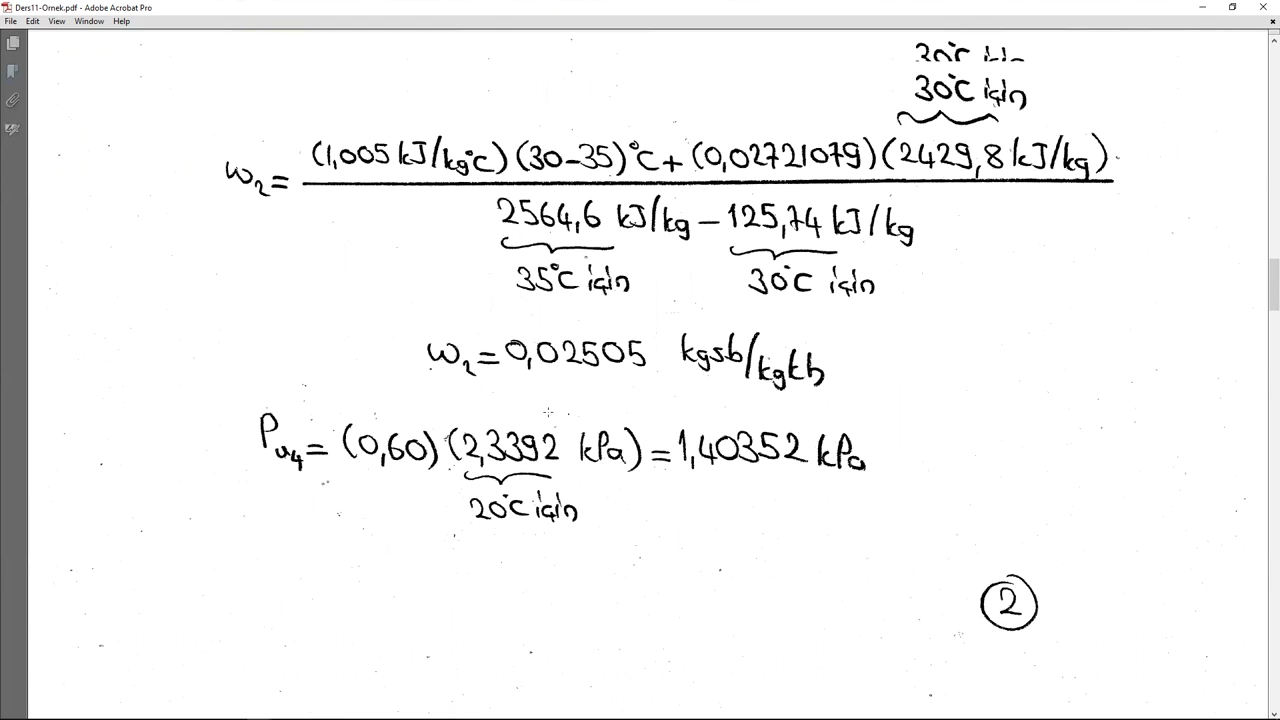 Ders11-Ornek.pdf - Adobe Acrobat Pro
File Edit View Window Help
30°C için
30°C için
ω₂ = (1,005 kJ/kg°C)(30-35)°C + (0,02721079)(2429,8 kJ/kg)
2564,6 kJ/kg - 125,74 kJ/kg
35°C için 30°C için
ω₂ = 0,02505 kgsb/kgkh
Pᵥ₄ = (0,60)(2,3392 kPa) = 1,40352 kPa
20°C için
2